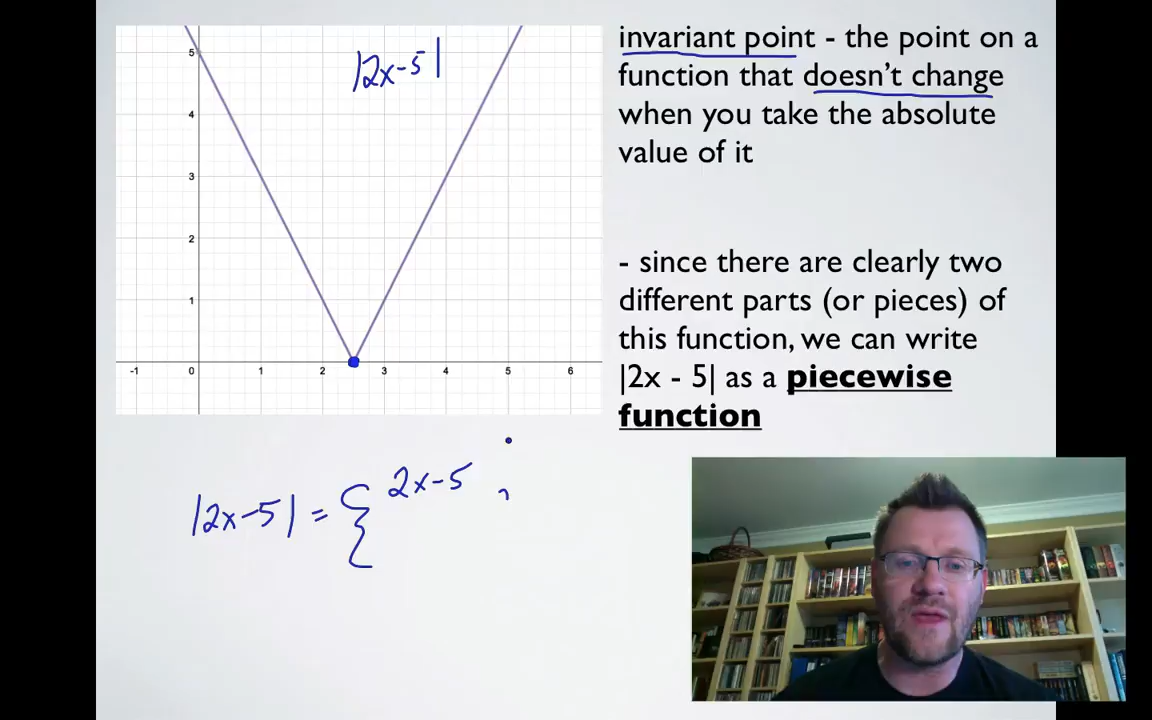 invariant point - the point on a
function that doesn't change
when you take the absolute
value of it
|2x-5|
5
4
3
2
1
-1 0 1 2 3 4 5 6
- since there are clearly two
different parts (or pieces) of
this function, we can write
|2x - 5| as a piecewise
function
|2x-5| = { 2x-5 ,